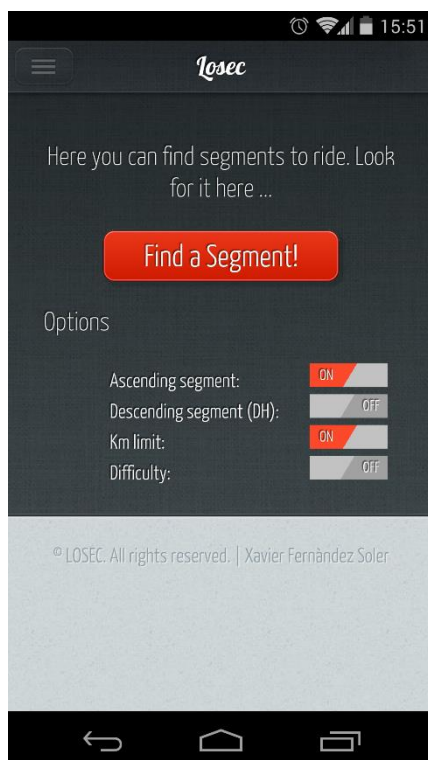 15:51
Losec
Here you can find segments to ride. Look
for it here ...
Find a Segment!
Options
Ascending segment: ON
Descending segment (DH): OFF
Km limit: ON
Difficulty: OFF
© LOSEC. All rights reserved. | Xavier Fernàndez Soler